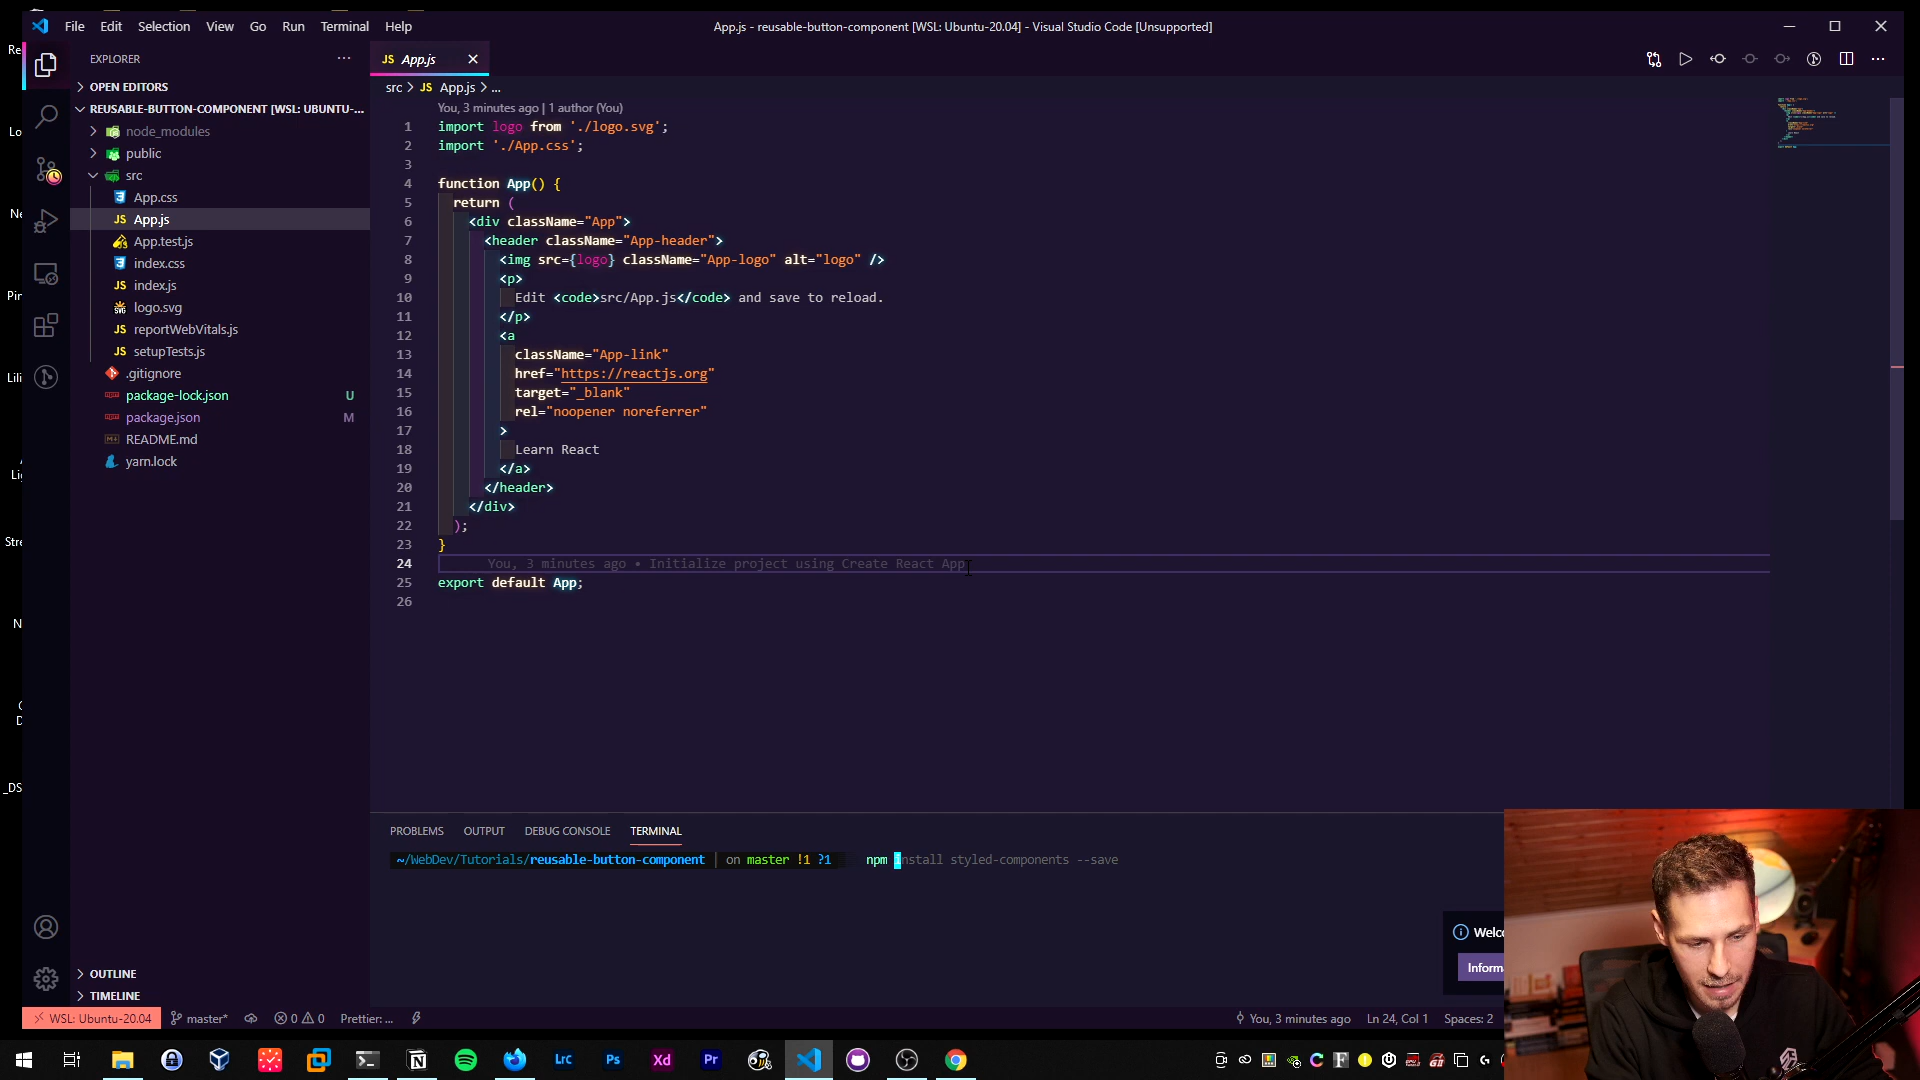 File Edit Selection View Go Run Terminal Help
App.js - reusable-button-component [WSL: Ubuntu-20.04] - Visual Studio Code [Unsupported]
EXPLORER
OPEN EDITORS
REUSABLE-BUTTON-COMPONENT [WSL: UBUNTU-...
node_modules
public
src
App.css
JS App.js
App.test.js
index.css
JS index.js
logo.svg
JS reportWebVitals.js
JS setupTests.js
.gitignore
package-lock.json U
package.json M
README.md
yarn.lock
OUTLINE
TIMELINE
JS App.js
src > JS App.js > ...
You, 3 minutes ago | 1 author (You)
1 import logo from './logo.svg';
2 import './App.css';
3
4 function App() {
5 return (
6 <div className="App">
7 <header className="App-header">
8 <img src={logo} className="App-logo" alt="logo" />
9 <p>
10 Edit <code>src/App.js</code> and save to reload.
11 </p>
12 <a
13 className="App-link"
14 href="https://reactjs.org"
15 target="_blank"
16 rel="noopener noreferrer"
17 >
18 Learn React
19 </a>
20 </header>
21 </div>
22 );
23 }
24 You, 3 minutes ago • Initialize project using Create React App
25 export default App;
26
PROBLEMS OUTPUT DEBUG CONSOLE TERMINAL
~/WebDev/Tutorials/reusable-button-component | on master !1 ?1 npm install styled-components --save
Welco
Inform
WSL: Ubuntu-20.04 master* 0 0 Prettier: ... You, 3 minutes ago Ln 24, Col 1 Spaces: 2
Lrc Ps Xd Pr